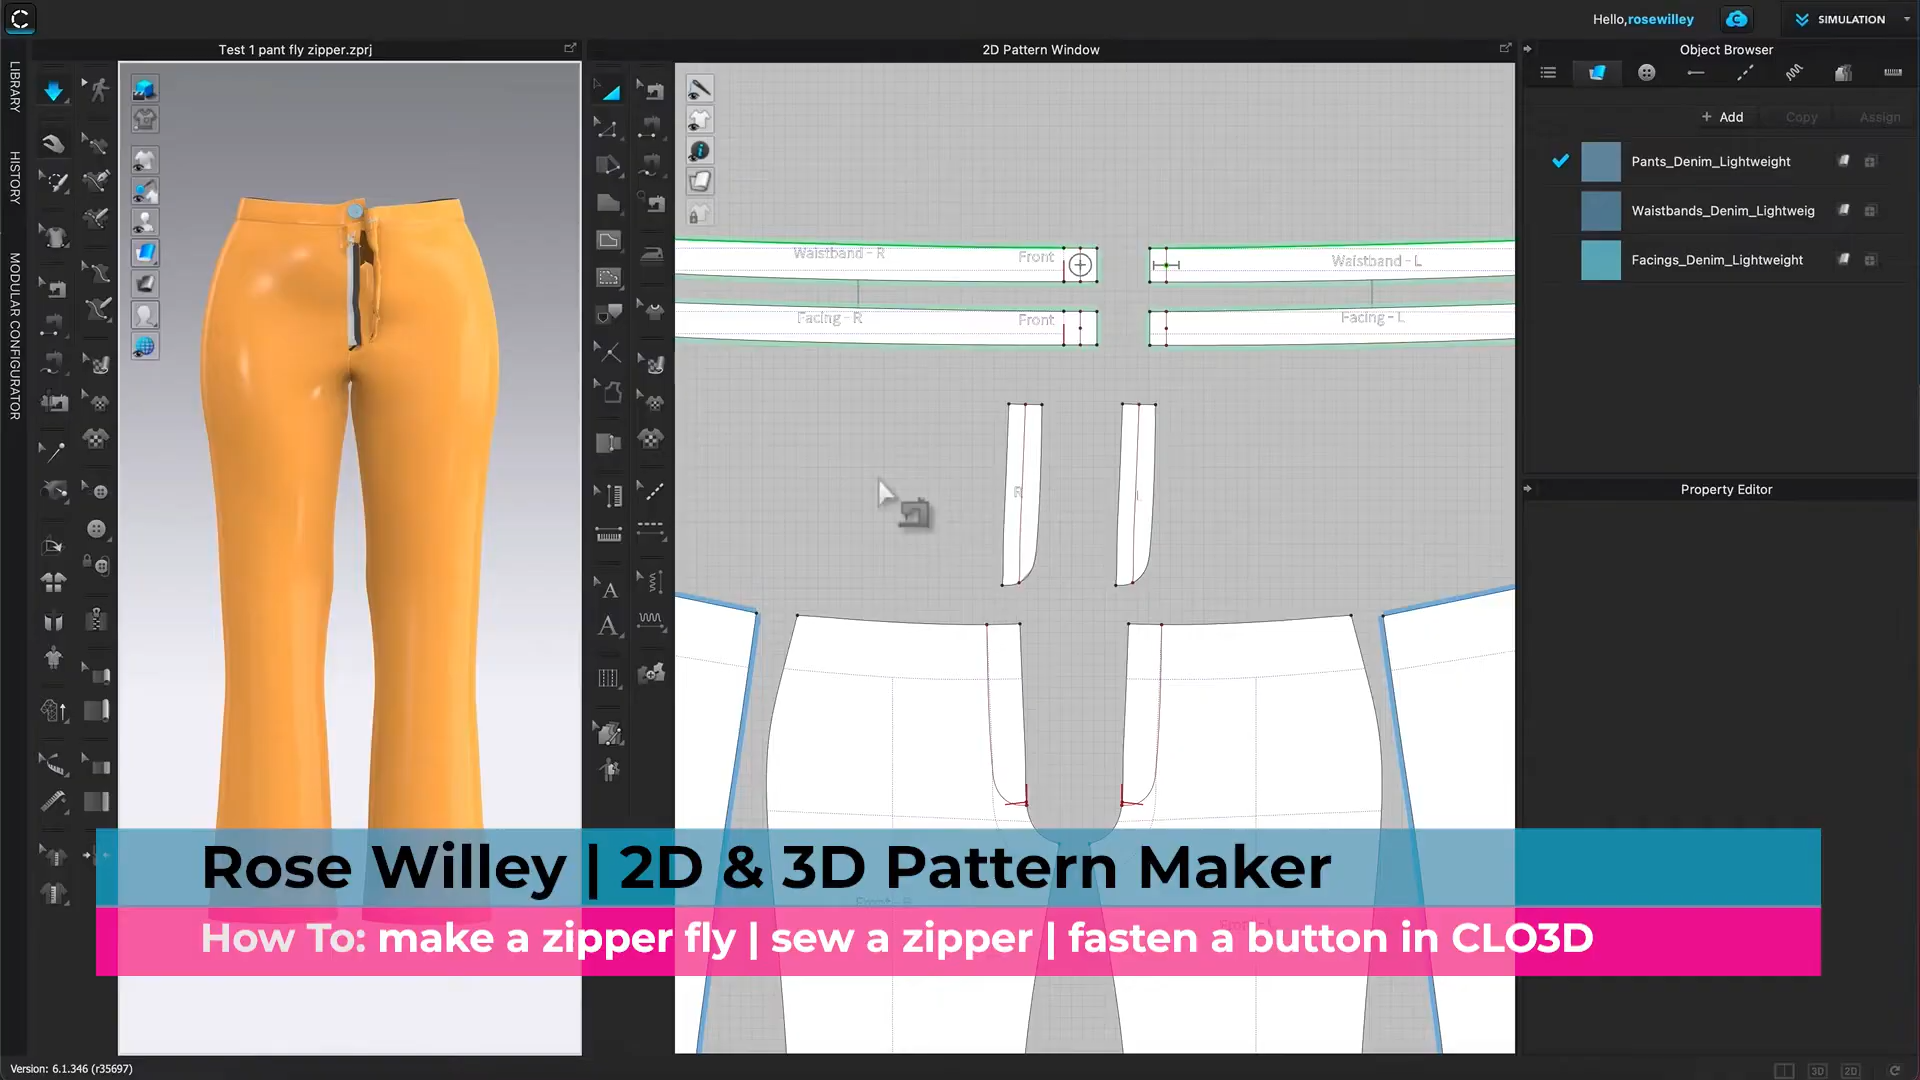 Hello,rosewilley
SIMULATION
Test 1 pant fly zipper.zprj
2D Pattern Window
Object Browser
LIBRARY
HISTORY
MODULAR CONFIGURATOR
+ Add
Copy
Assign
Pants_Denim_Lightweight
Waistbands_Denim_Lightweig
Facings_Denim_Lightweight
Waistband - R
Front
Waistband - L
Facing - R
Front
Facing - L
R
L
Property Editor
Rose Willey | 2D & 3D Pattern Maker
How To: make a zipper fly | sew a zipper | fasten a button in CLO3D
Version: 6.1.346 (r35697)
3D
2D